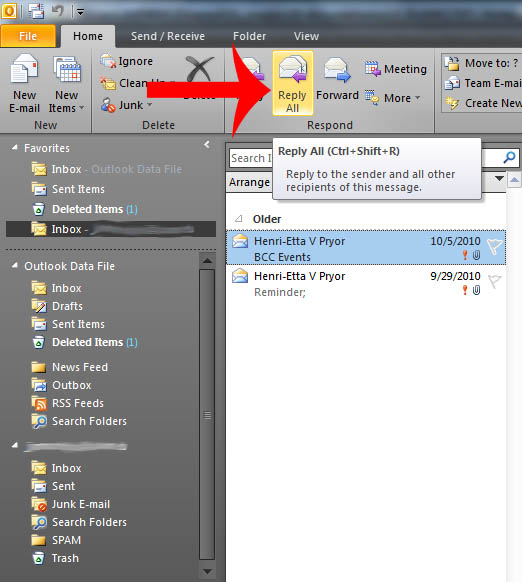 File Home Send / Receive Folder View
New E-mail
New Items
Ignore
Clean Up
Junk
Delete
Reply All
Forward
Meeting
More
Move to: ?
Team E-ma
Create New
New Delete Respond
Reply All (Ctrl+Shift+R)
Reply to the sender and all other
recipients of this message.
Favorites
Inbox - Outlook Data File
Sent Items
Deleted Items (1)
Inbox -
Outlook Data File
Inbox
Drafts
Sent Items
Deleted Items (1)
News Feed
Outbox
RSS Feeds
Search Folders
Inbox
Sent
Junk E-mail
Search Folders
SPAM
Trash
Search I
Arrange
Older
Henri-Etta V Pryor 10/5/2010
BCC Events
Henri-Etta V Pryor 9/29/2010
Reminder;